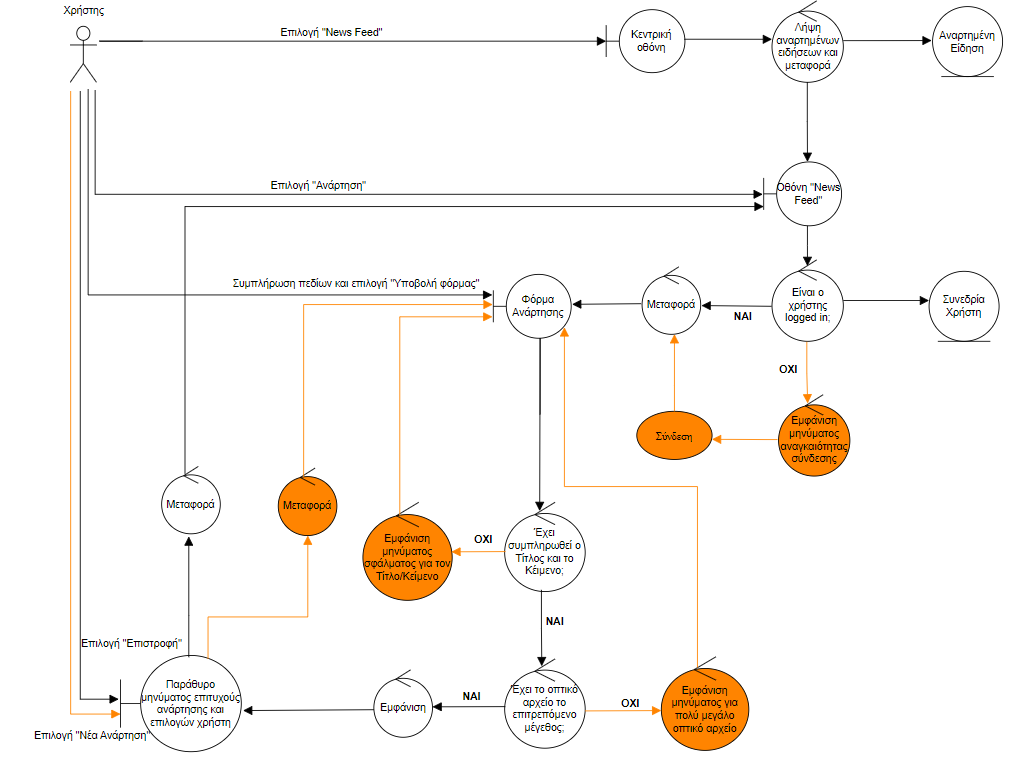 Χρήστης
Επιλογή "News Feed"
Κεντρική
οθόνη
Λήψη
αναρτημένων
ειδήσεων και
μεταφορά
Αναρτημένη
Είδηση
Επιλογή "Ανάρτηση"
Οθόνη "News
Feed"
Συμπλήρωση πεδίων και επιλογή "Υποβολή φόρμας"
Φόρμα
Ανάρτησης
Μεταφορά
ΝΑΙ
Είναι ο
χρήστης
logged in;
Συνεδρία
Χρήστη
ΟΧΙ
Σύνδεση
Εμφάνιση
μηνύματος
αναγκαιότητας
σύνδεσης
Μεταφορά
Μεταφορά
Εμφάνιση
μηνύματος
σφάλματος για τον
Τίτλο/Κείμενο
ΟΧΙ
Έχει
συμπληρωθεί ο
Τίτλος και το
Κέιμενο;
ΝΑΙ
Επιλογή "Επιστροφή"
Παράθυρο
μηνύματος επιτυχούς
ανάρτησης και
επιλογών χρήστη
Επιλογή "Νέα Ανάρτηση"
Εμφάνιση
ΝΑΙ
Έχει το οπτικό
αρχείο το
επιτρεπόμενο
μέγεθος;
ΟΧΙ
Εμφάνιση
μηνύματος για
πολύ μεγάλο
οπτικό αρχείο